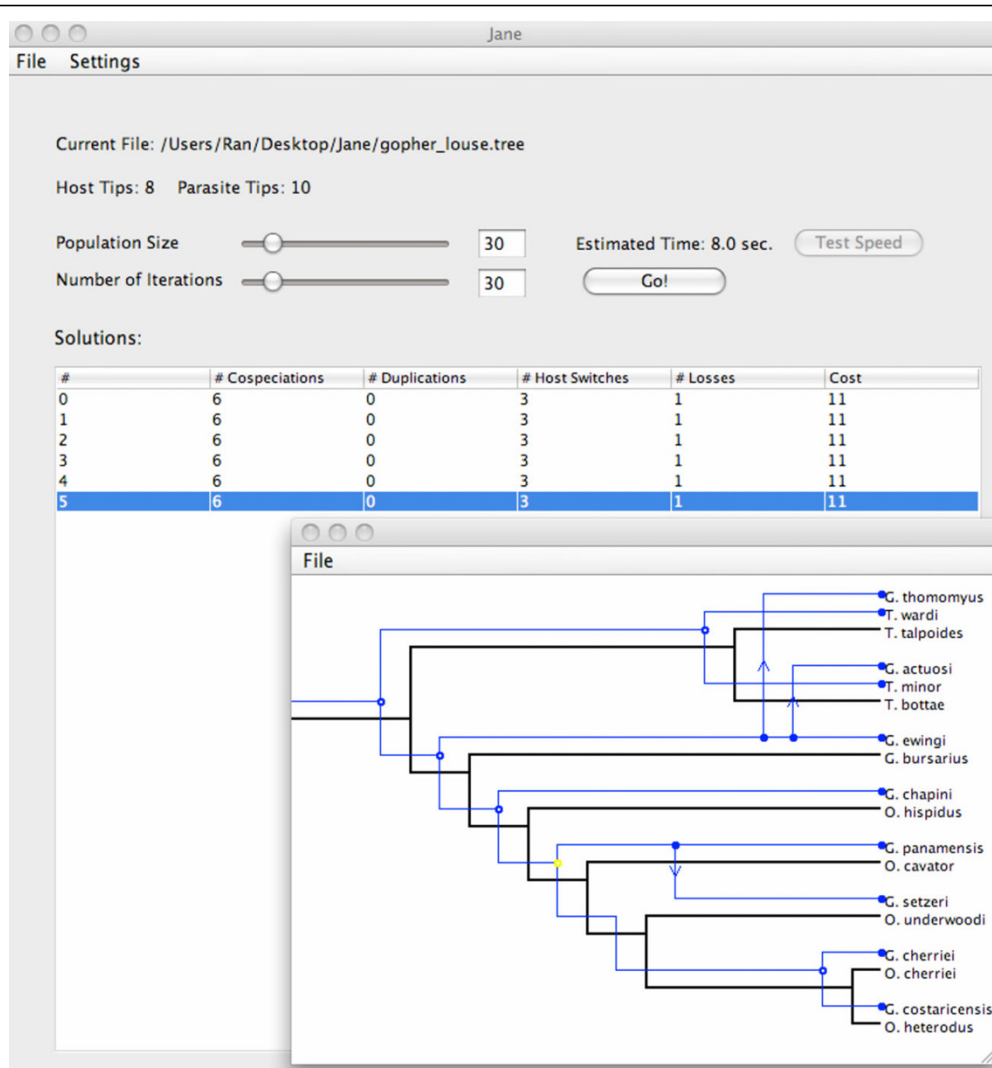 Jane
File Settings
Current File: /Users/Ran/Desktop/Jane/gopher_louse.tree
Host Tips: 8 Parasite Tips: 10
Population Size 30 Estimated Time: 8.0 sec. Test Speed
Number of Iterations 30 Go!
Solutions:
# # Cospeciations # Duplications # Host Switches # Losses Cost
0 6 0 3 1 11
1 6 0 3 1 11
2 6 0 3 1 11
3 6 0 3 1 11
4 6 0 3 1 11
5 6 0 3 1 11
File
G. thomomyus
T. wardi
T. talpoides
G. actuosi
T. minor
T. bottae
G. ewingi
G. bursarius
G. chapini
O. hispidus
G. panamensis
O. cavator
G. setzeri
O. underwoodi
G. cherriei
O. cherriei
G. costaricensis
O. heterodus